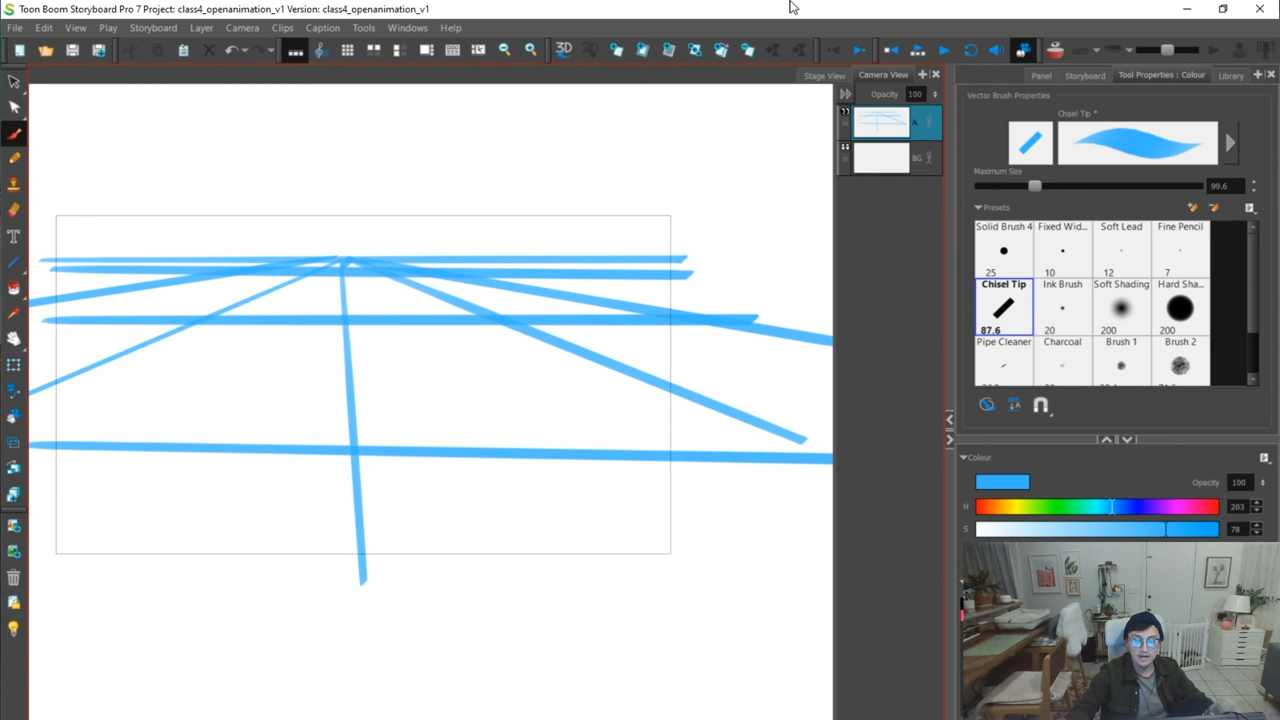 Toon Boom Storyboard Pro 7 Project: class4_openanimation_v1 Version: class4_openanimation_v1
File Edit View Play Storyboard Layer Camera Clips Caption Tools Windows Help
3D
Stage View Camera View
Panel Storyboard Tool Properties : Colour Library
Opacity 100
A
BG
Vector Brush Properties
Chisel Tip *
Maximum Size
99.6
Presets
Solid Brush 4 Fixed Wid... Soft Lead Fine Pencil
25 10 12 7
Chisel Tip Ink Brush Soft Shading Hard Sha...
87.6 20 200 200
Pipe Cleaner Charcoal Brush 1 Brush 2
Colour
Opacity 100
H 203
S 78